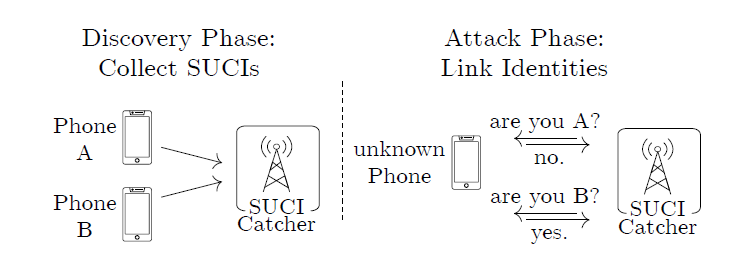 Discovery Phase:
Collect SUCIs
Phone
A
Phone
B
SUCI
Catcher
Attack Phase:
Link Identities
unknown
Phone
are you A?
no.
are you B?
yes.
SUCI
Catcher